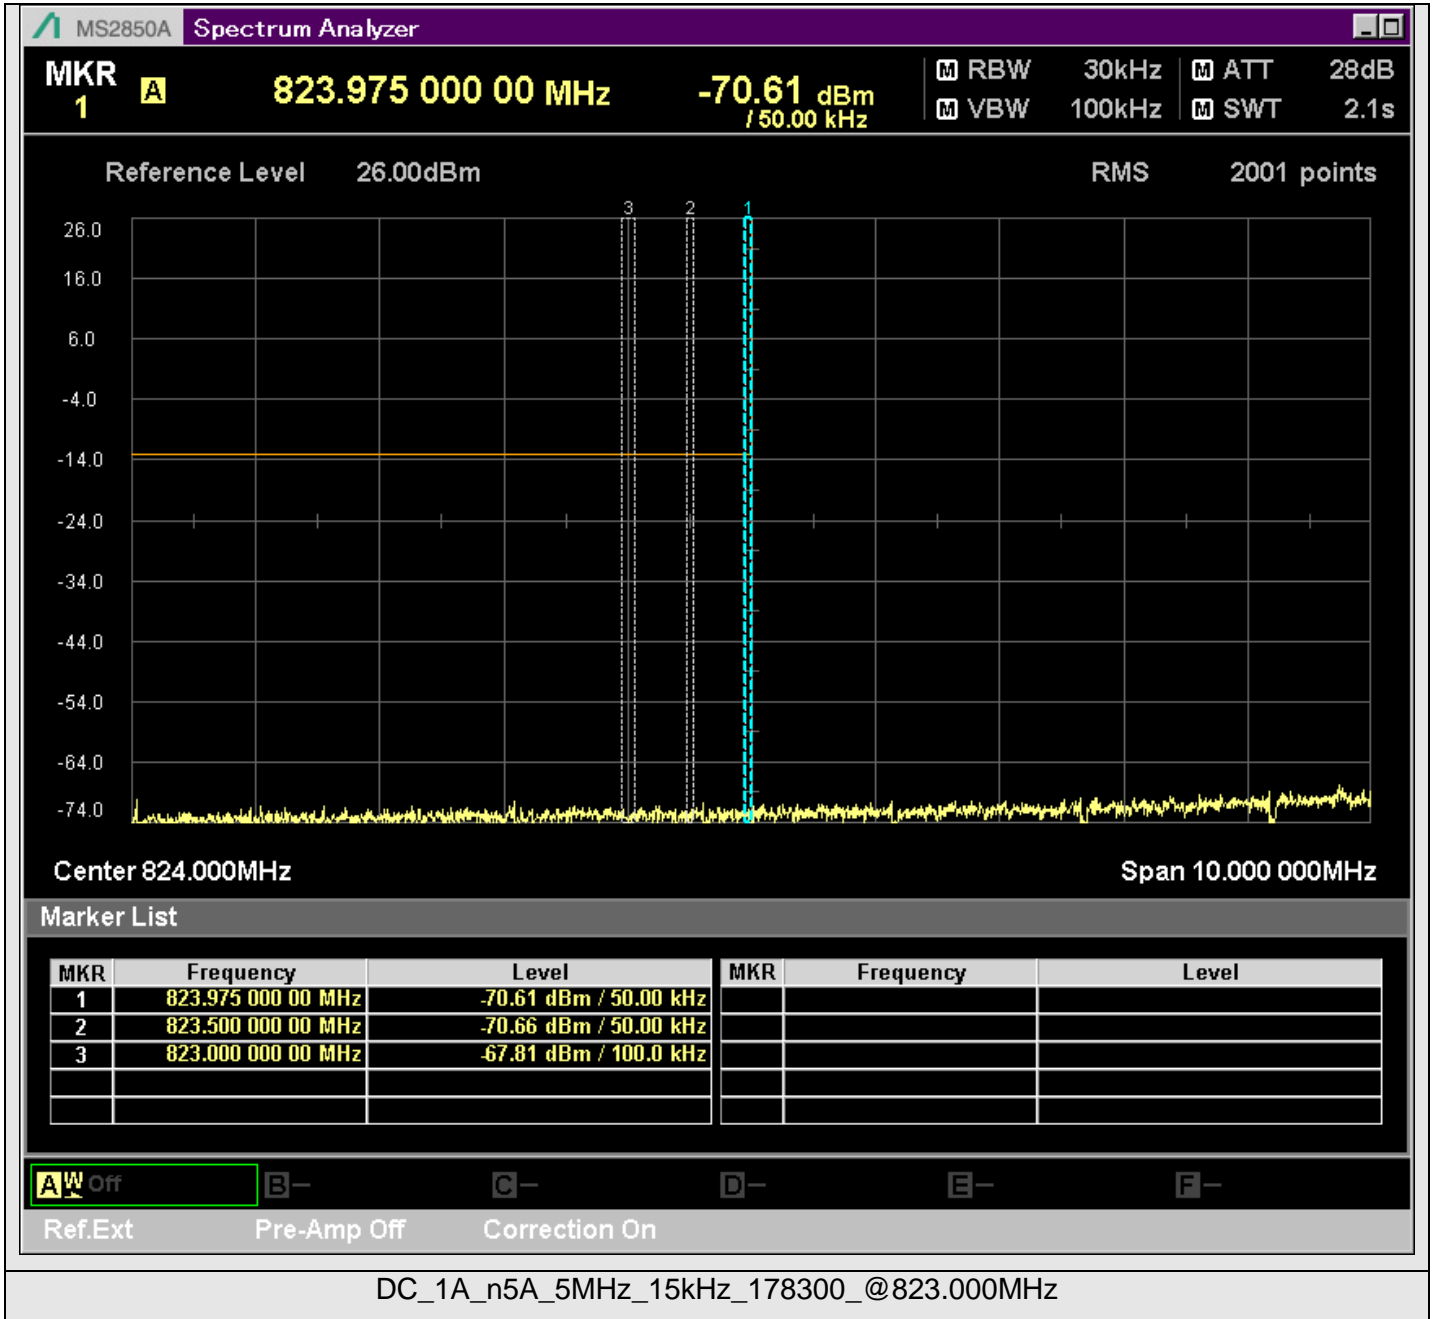 MS2850A Spectrum Analyzer
MKR 1 A 823.975 000 00 MHz -70.61 dBm / 50.00 kHz
M RBW 30kHz M ATT 28dB
M VBW 100kHz M SWT 2.1s
Reference Level 26.00dBm RMS 2001 points
3 2 1
26.0
16.0
6.0
-4.0
-14.0
-24.0
-34.0
-44.0
-54.0
-64.0
-74.0
Center 824.000MHz Span 10.000 000MHz
Marker List
MKR Frequency Level MKR Frequency Level
1 823.975 000 00 MHz -70.61 dBm / 50.00 kHz
2 823.500 000 00 MHz -70.66 dBm / 50.00 kHz
3 823.000 000 00 MHz -67.81 dBm / 100.0 kHz
A W Off B - C - D - E - F -
Ref.Ext Pre-Amp Off Correction On
DC_1A_n5A_5MHz_15kHz_178300_@823.000MHz